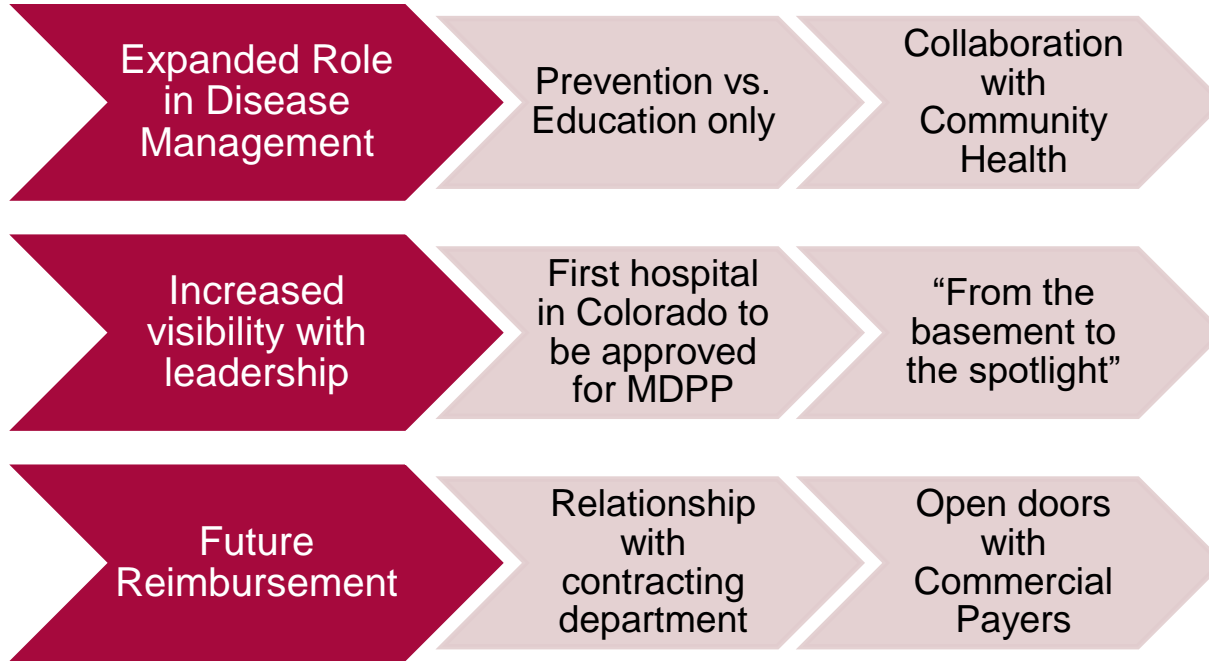 Expanded Role
in Disease
Management
Prevention vs.
Education only
Collaboration
with
Community
Health
Increased
visibility with
leadership
First hospital
in Colorado to
be approved
for MDPP
“From the
basement to
the spotlight”
Future
Reimbursement
Relationship
with
contracting
department
Open doors
with
Commercial
Payers